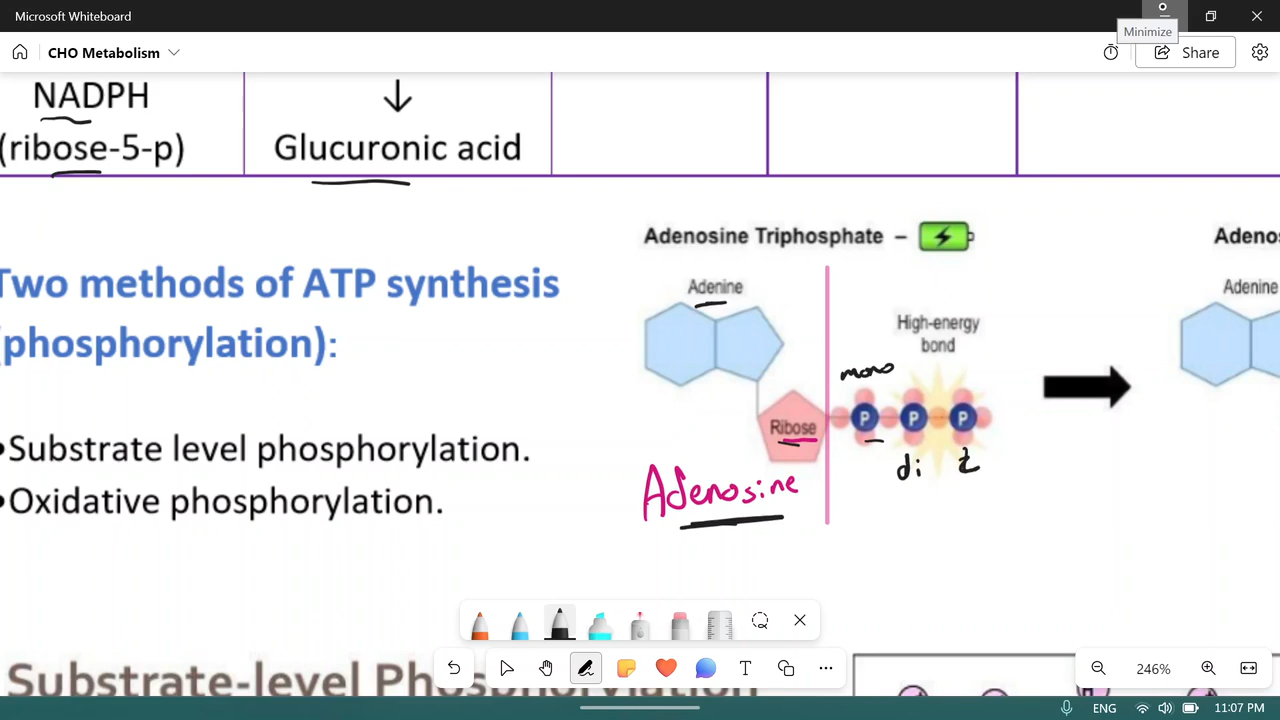 Microsoft Whiteboard
Minimize
CHO Metabolism
Share
NADPH
(ribose-5-p)
↓
Glucuronic acid
Two methods of ATP synthesis
(phosphorylation):
•Substrate level phosphorylation.
•Oxidative phosphorylation.
Adenosine Triphosphate –
Adenine
High-energy
bond
mono
Ribose
P P P
di t
Adenosine
Adenos
Adenine
Substrate-level Phosphorylation
246%
ENG
11:07 PM